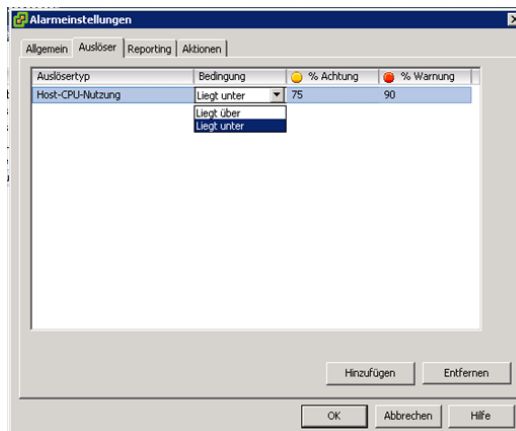 Alarmeinstellungen
Allgemein Auslöser Reporting Aktionen
Auslösertyp Bedingung % Achtung % Warnung
Host-CPU-Nutzung Liegt unter 75 90
Liegt über
Liegt unter
Hinzufügen Entfernen
OK Abbrechen Hilfe